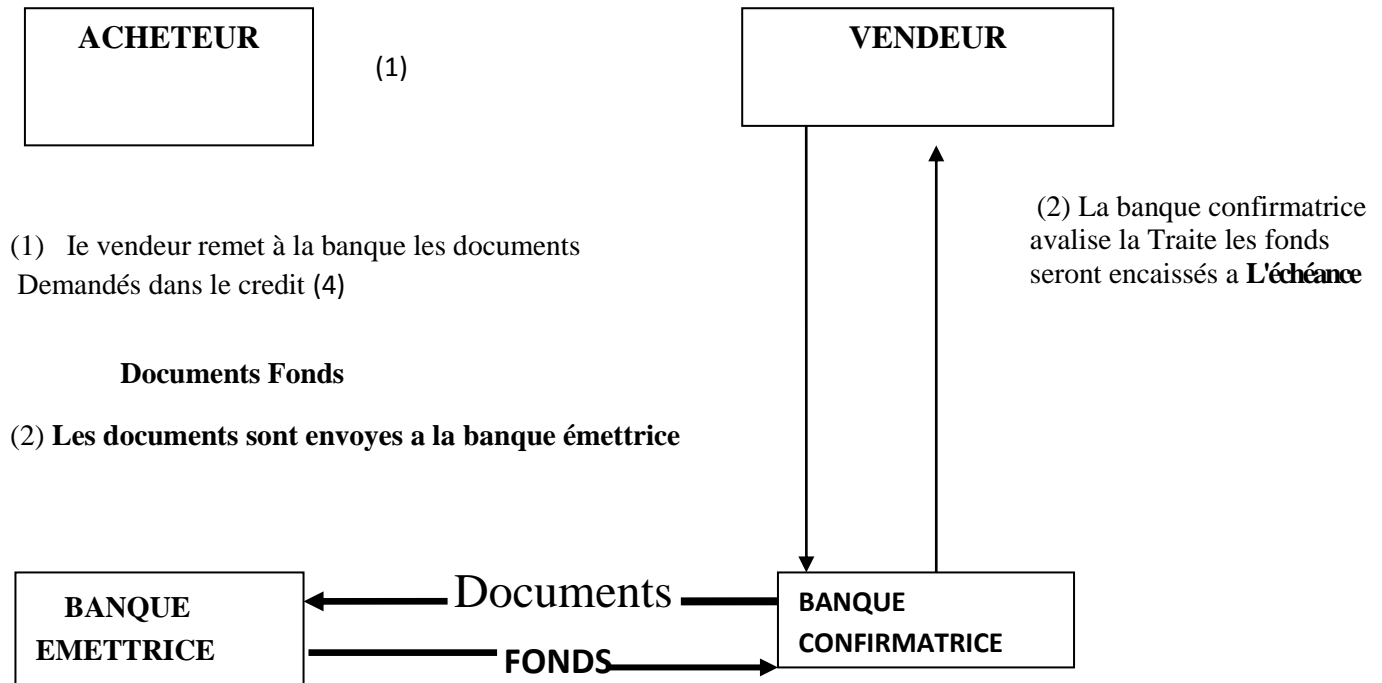 ACHETEUR
VENDEUR
(1)
(2) La banque confirmatrice
avalise la Traite les fonds
seront encaissés a L'échéance
(1) Ie vendeur remet à la banque les documents
Demandés dans le credit (4)
Documents Fonds
(2) Les documents sont envoyes a la banque émettrice
BANQUE
EMETTRICE
Documents
FONDS
BANQUE
CONFIRMATRICE